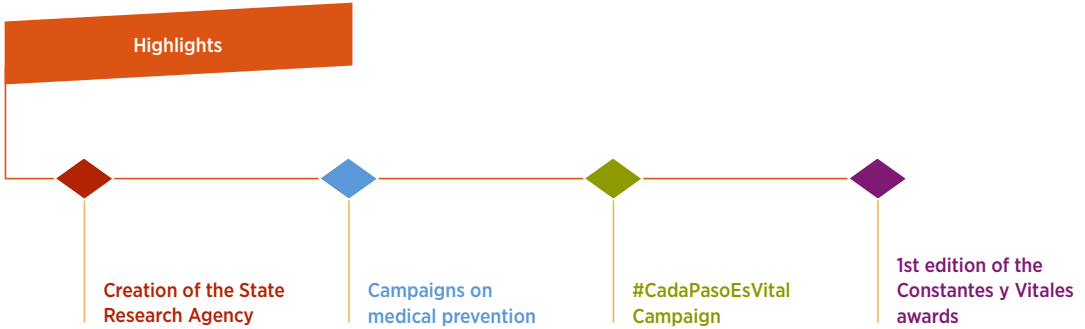 Highlights
Creation of the State
Research Agency
Campaigns on
medical prevention
#CadaPasoEsVital
Campaign
1st edition of the
Constantes y Vitales
awards